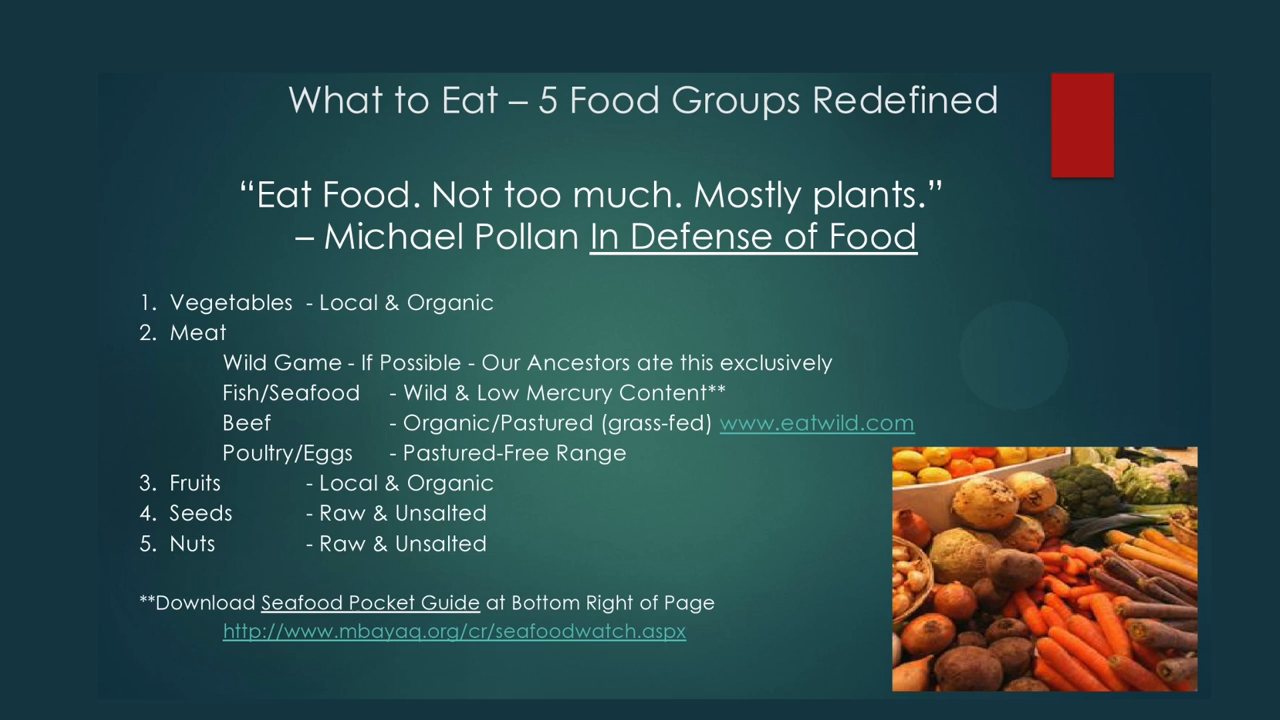 What to Eat – 5 Food Groups Redefined
“Eat Food. Not too much. Mostly plants.”
– Michael Pollan In Defense of Food
1. Vegetables - Local & Organic
2. Meat
Wild Game - If Possible - Our Ancestors ate this exclusively
Fish/Seafood - Wild & Low Mercury Content**
Beef - Organic/Pastured (grass-fed) www.eatwild.com
Poultry/Eggs - Pastured-Free Range
3. Fruits - Local & Organic
4. Seeds - Raw & Unsalted
5. Nuts - Raw & Unsalted
**Download Seafood Pocket Guide at Bottom Right of Page
http://www.mbayaq.org/cr/seafoodwatch.aspx